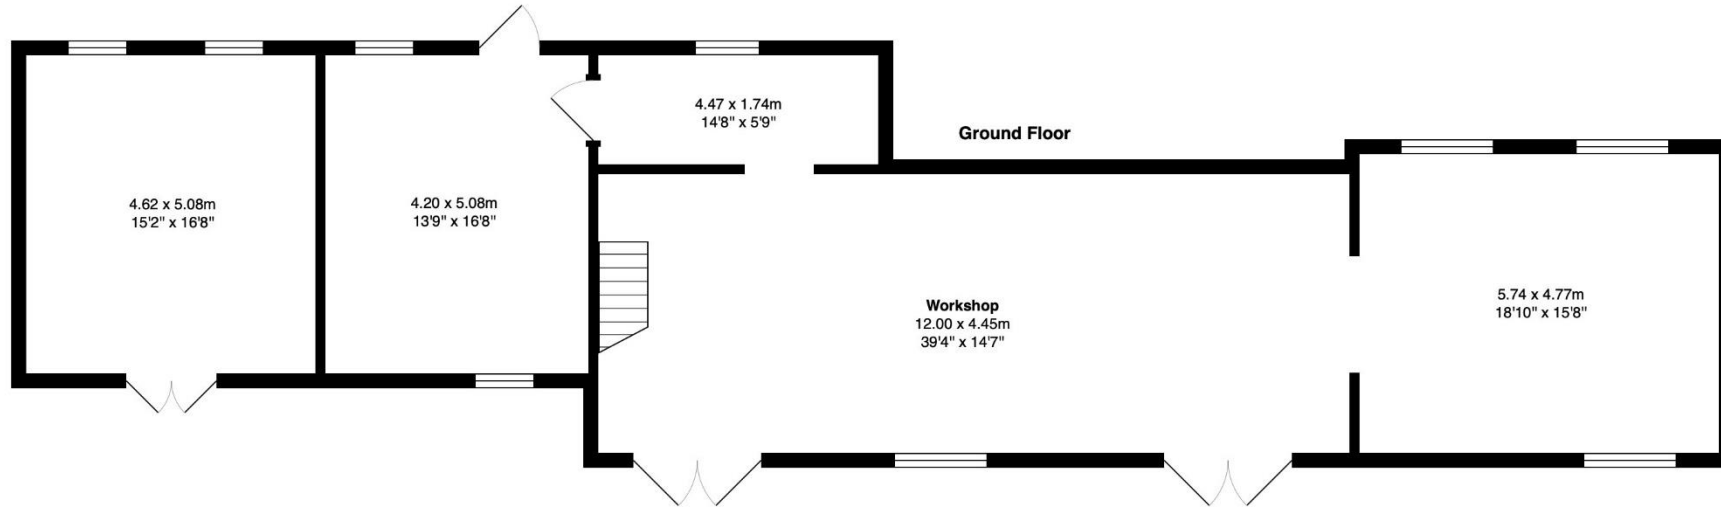 4.62 x 5.08m
15'2" x 16'8"
4.20 x 5.08m
13'9" x 16'8"
4.47 x 1.74m
14'8" x 5'9"
Ground Floor
Workshop
12.00 x 4.45m
39'4" x 14'7"
5.74 x 4.77m
18'10" x 15'8"